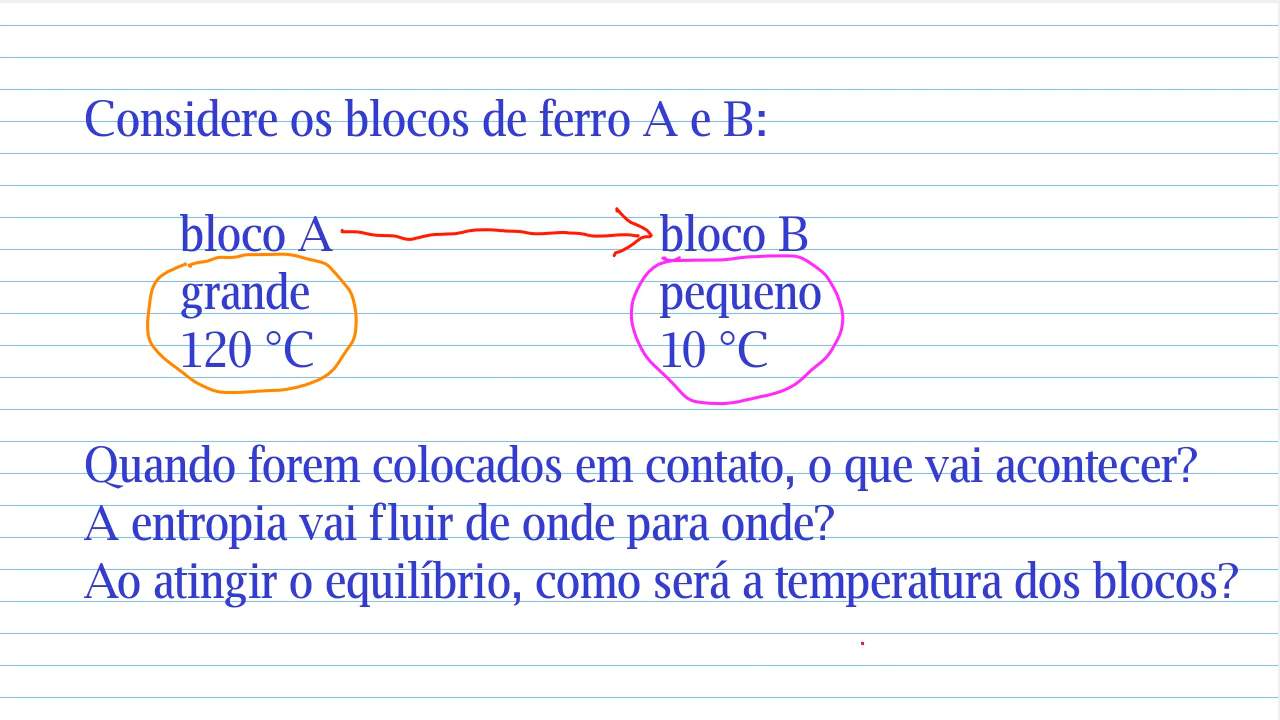 Considere os blocos de ferro A e B:
bloco A bloco B
grande pequeno
120 °C 10 °C
Quando forem colocados em contato, o que vai acontecer?
A entropia vai fluir de onde para onde?
Ao atingir o equilíbrio, como será a temperatura dos blocos?